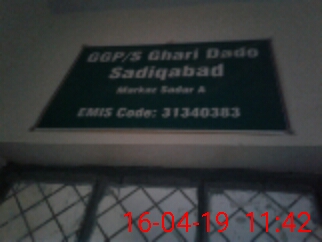 GGP/S Ghari Dado
Sadiqabad
Markaz Sadar A
EMIS Code: 31340383
16-04-19 11:42